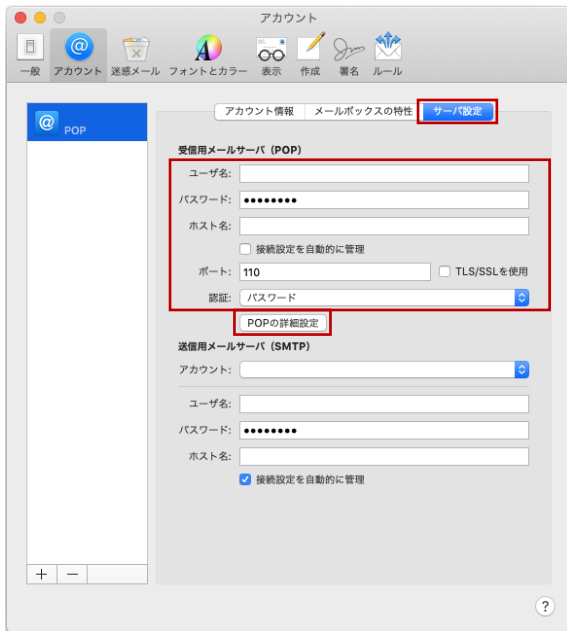 アカウント
一般 アカウント 迷惑メール フォントとカラー 表示 作成 署名 ルール
@ POP
アカウント情報 メールボックスの特性 サーバ設定
受信用メールサーバ（POP）
ユーザ名:
パスワード: ••••••••
ホスト名:
接続設定を自動的に管理
ポート: 110 TLS/SSLを使用
認証: パスワード
POPの詳細設定
送信用メールサーバ（SMTP）
アカウント:
ユーザ名:
パスワード: ••••••••
ホスト名:
接続設定を自動的に管理
+ −
?